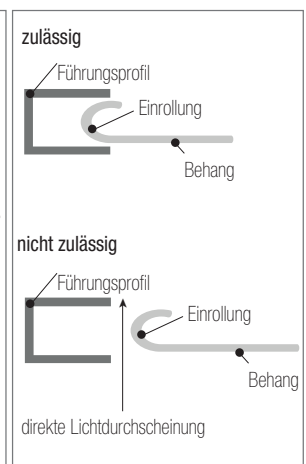 zulässig
Führungsprofil
Einrollung
Behang
nicht zulässig
Führungsprofil
Einrollung
Behang
direkte Lichtdurchscheinung